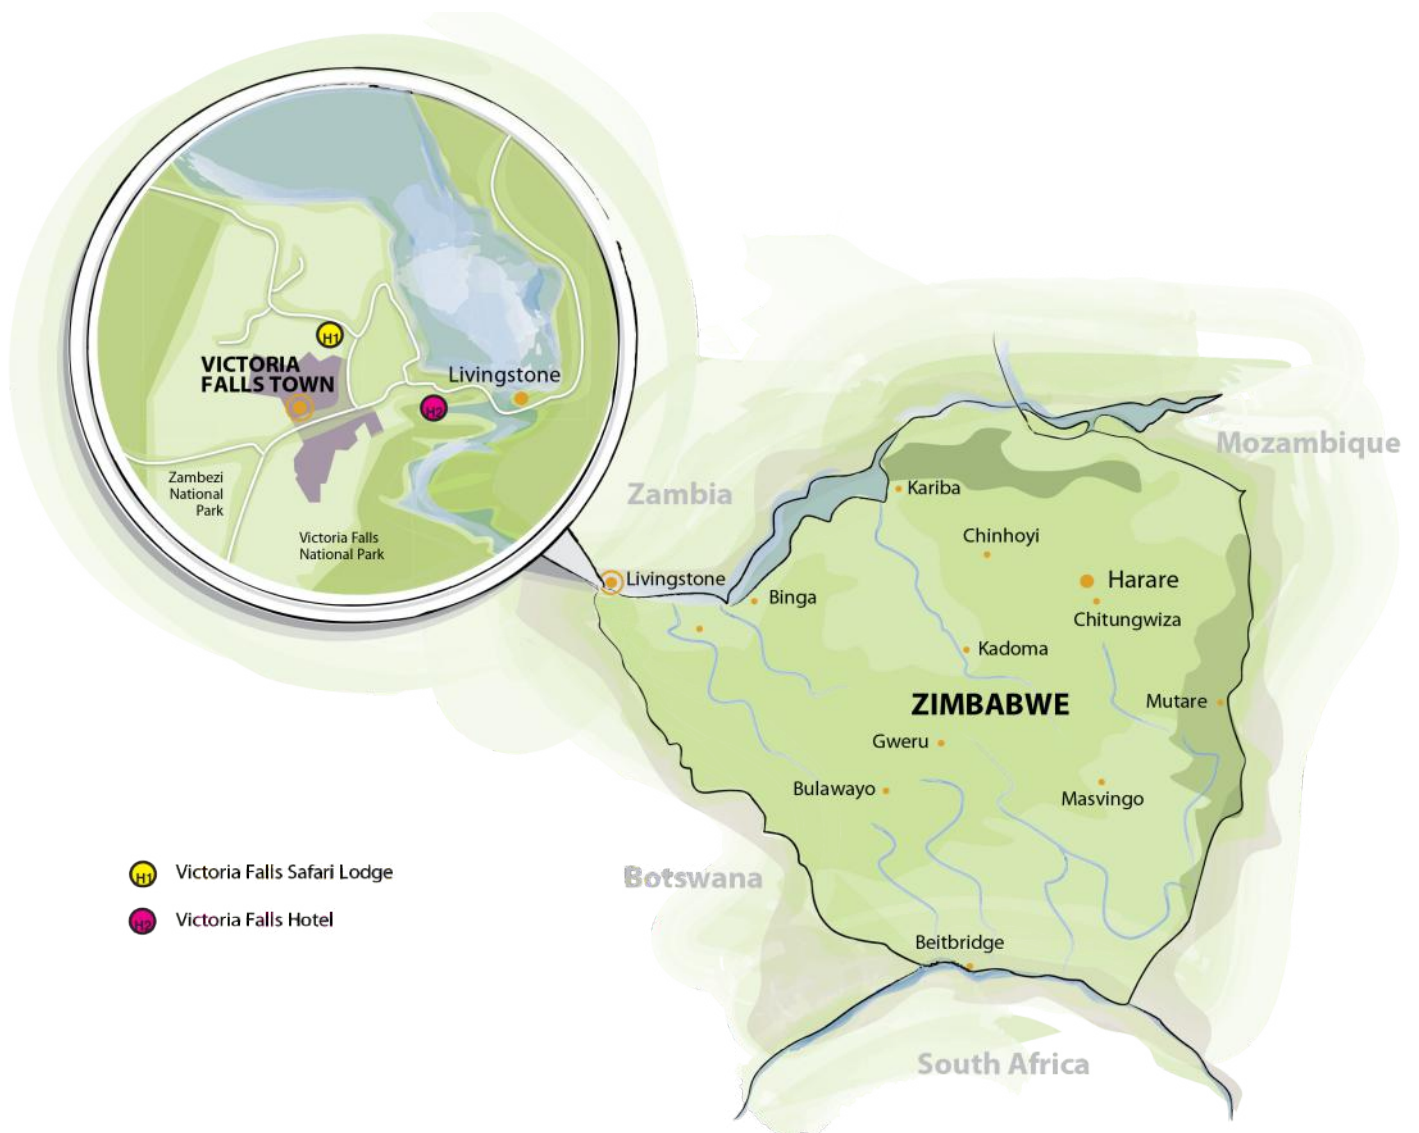 H1
VICTORIA
FALLS TOWN
Livingstone
H2
Zambezi
National
Park
Victoria Falls
National Park
Mozambique
Zambia
Kariba
Chinhoyi
Livingstone
Harare
Binga
Chitungwiza
Kadoma
ZIMBABWE
Mutare
Gweru
Bulawayo
Masvingo
H1 Victoria Falls Safari Lodge
Botswana
H2 Victoria Falls Hotel
Beitbridge
South Africa